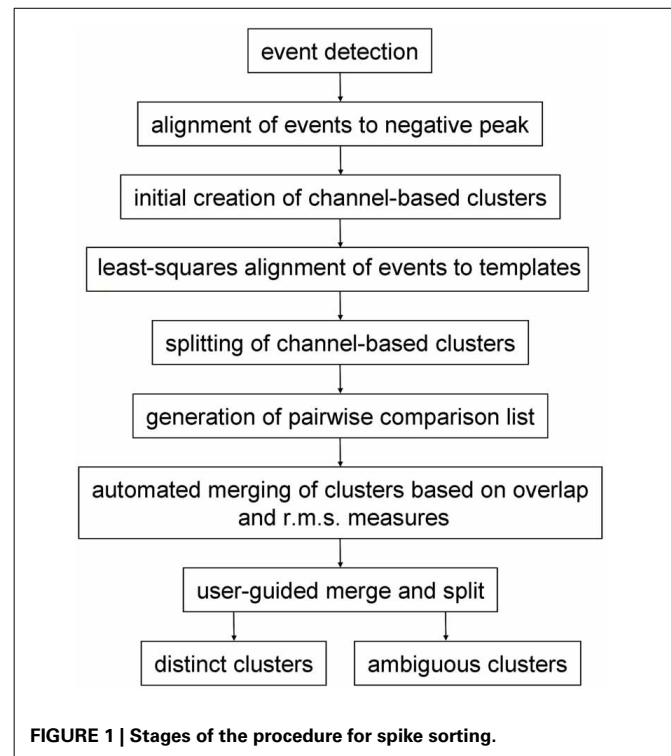 event detection
alignment of events to negative peak
initial creation of channel-based clusters
least-squares alignment of events to templates
splitting of channel-based clusters
generation of pairwise comparison list
automated merging of clusters based on overlap
and r.m.s. measures
user-guided merge and split
distinct clusters
ambiguous clusters
FIGURE 1 | Stages of the procedure for spike sorting.